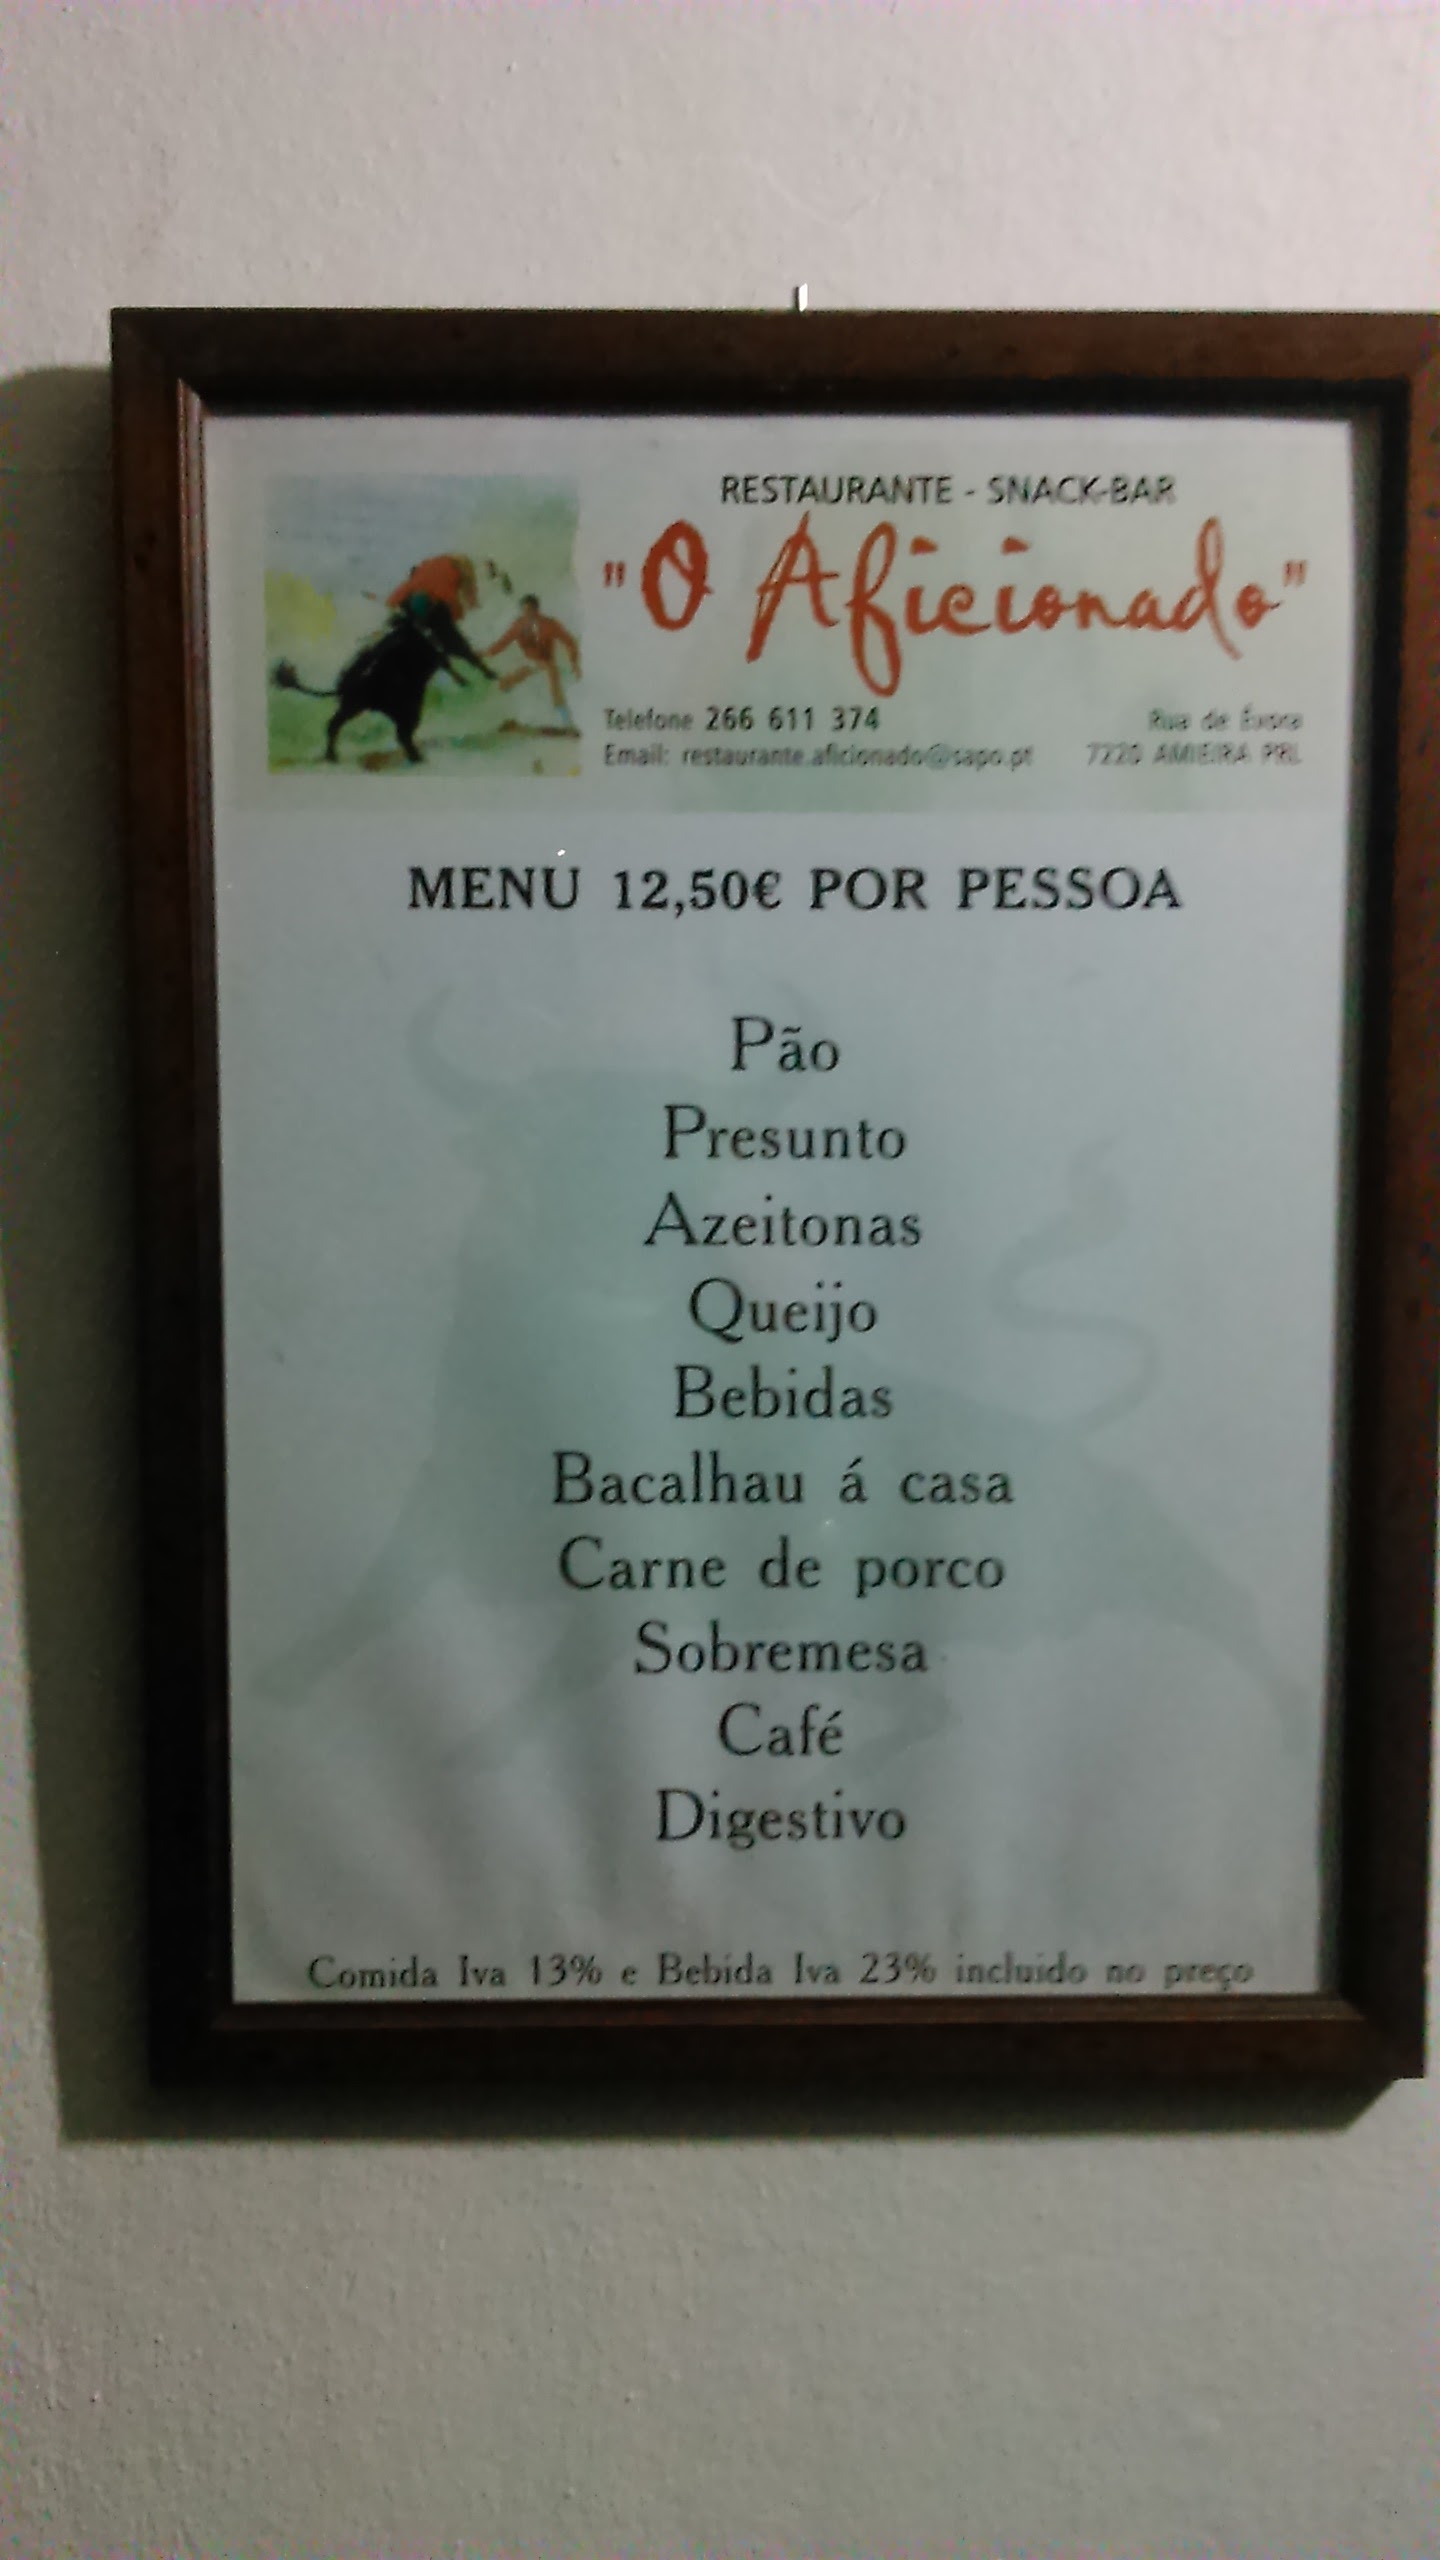 RESTAURANTE - SNACK-BAR
"O Aficionado"
Telefone 266 611 374
Rua de Évora
Email: restaurante.aficionado@sapo.pt
7220 AMIEIRA PRL
MENU 12,50€ POR PESSOA
Pão
Presunto
Azeitonas
Queijo
Bebidas
Bacalhau á casa
Carne de porco
Sobremesa
Café
Digestivo
Comida Iva 13% e Bebida Iva 23% incluido no preço